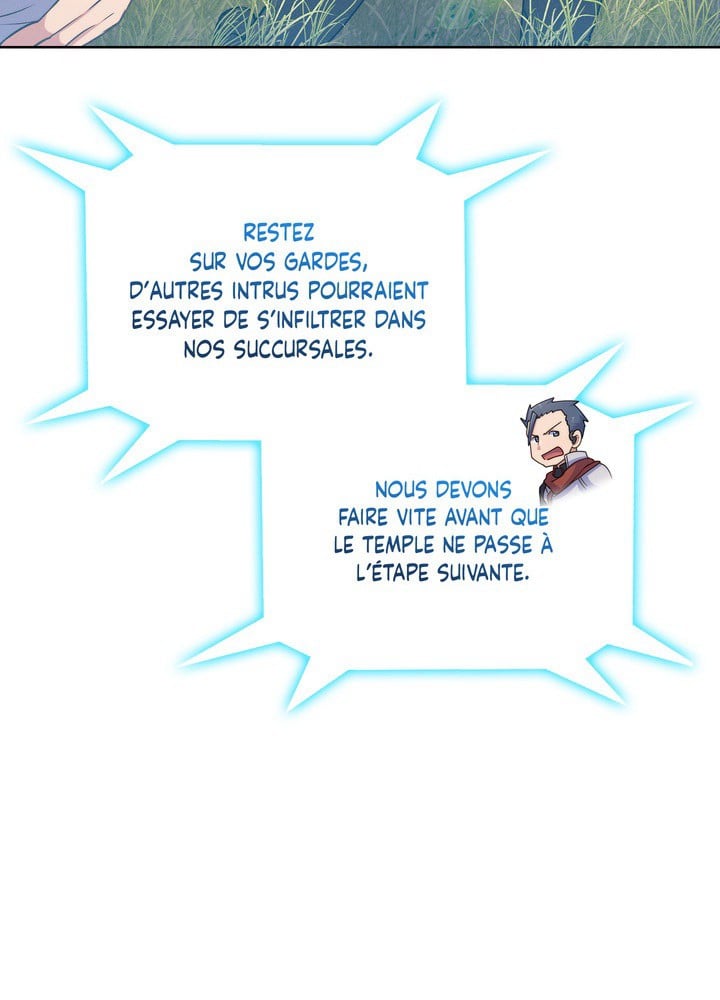 RESTEZ
SUR VOS GARDES,
D'AUTRES INTRUS POURRAIENT
ESSAYER DE S'INFILTRER DANS
NOS SUCCURSALES.
NOUS DEVONS
FAIRE VITE AVANT QUE
LE TEMPLE NE PASSE À
L'ÉTAPE SUIVANTE.